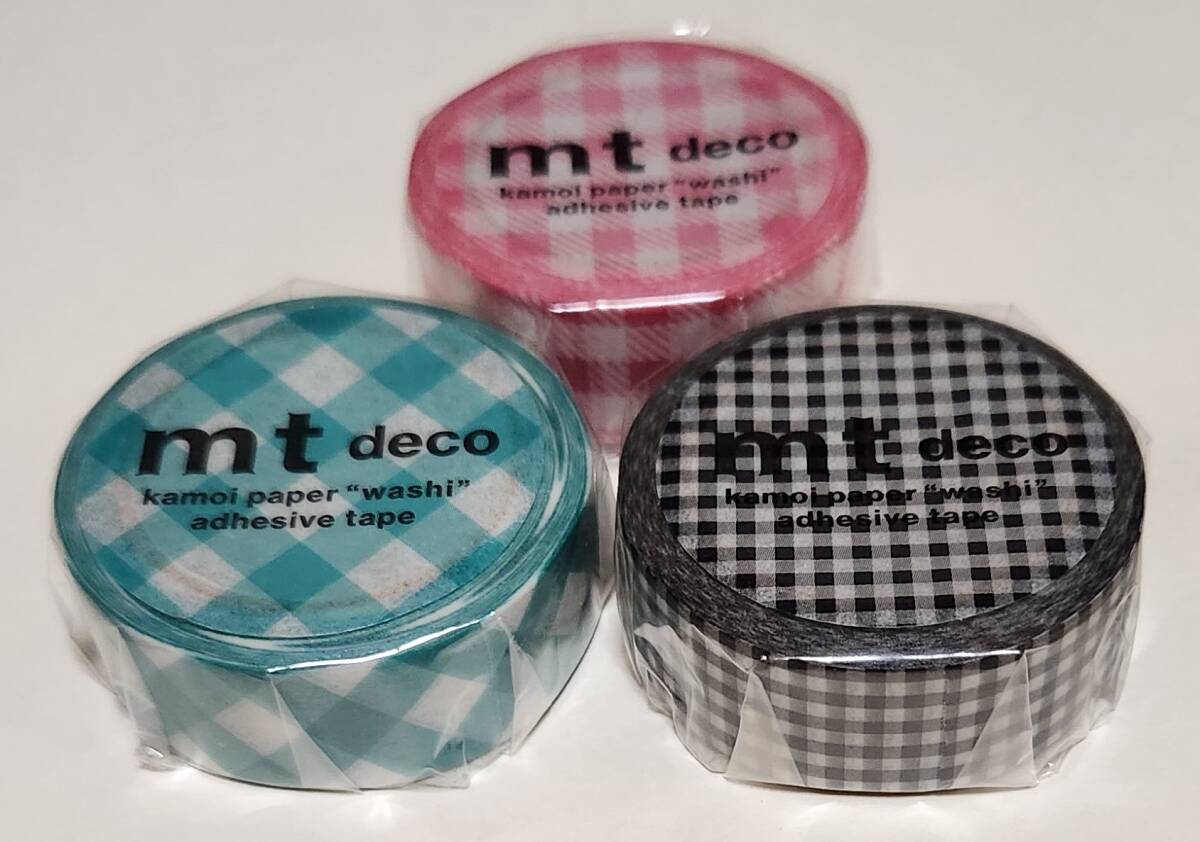 mt deco
kamoi paper “washi”
adhesive tape
mt deco
kamoi paper “washi”
adhesive tape
mt deco
kamoi paper “washi”
adhesive tape